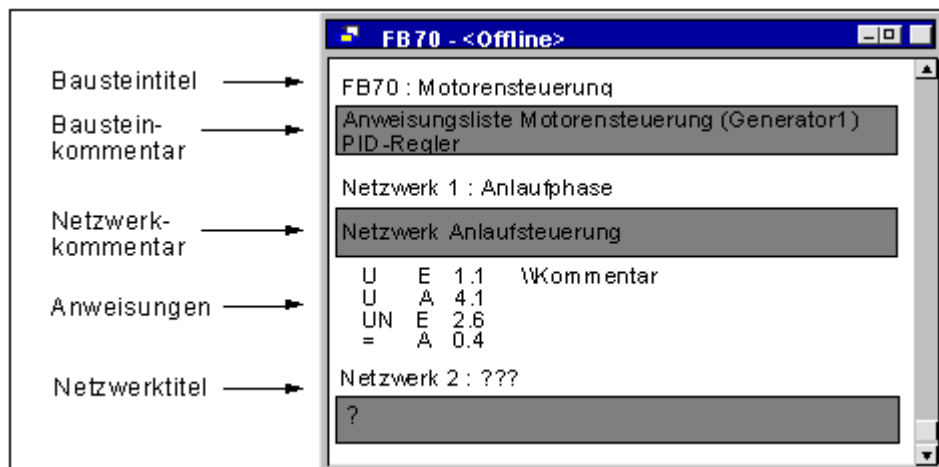 FB70 - <Offline>
Bausteintitel
FB70 : Motorensteuerung
Baustein-
kommentar
Anweisungsliste Motorensteuerung (Generator1)
PID-Regler
Netzwerk 1 : Anlaufphase
Netzwerk-
kommentar
Netzwerk Anlaufsteuerung
U E 1.1 \\Kommentar
U A 4.1
UN E 2.6
= A 0.4
Anweisungen
Netzwerktitel
Netzwerk 2 : ???
?